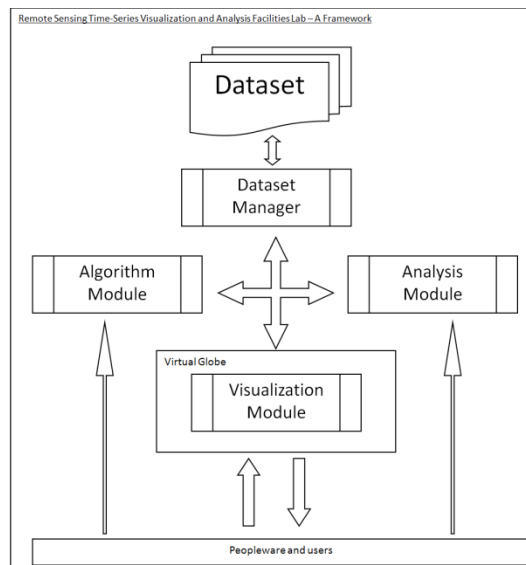 Remote Sensing Time-Series Visualization and Analysis Facilities Lab – A Framework
Dataset
Dataset
Manager
Algorithm
Module
Analysis
Module
Virtual Globe
Visualization
Module
Peopleware and users